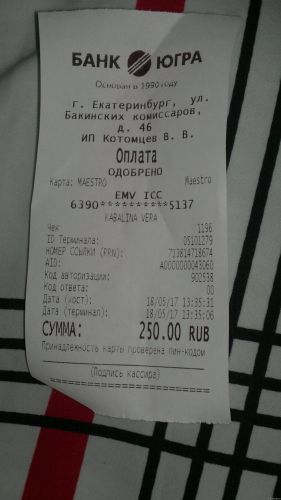 БАНК ЮГРА
Основан в 1990 году
г. Екатеринбург, ул.
Бакинских комиссаров,
д. 46
ИП Котомцев В. В.
Оплата
ОДОБРЕНО
Карта: MAESTRO Maestro
EMV ICC
6390**********5137
KABALINA VERA
Чек 1196
ID Терминала: 05101279
НОМЕР ССЫЛКИ (РРН): 713814718674
AID: A0000000043060
Код авторизации: 902538
Код ответа: 00
Дата (хост): 18/05/17 13:35:31
Дата (терминал): 18/05/17 13:35:06
СУММА: 250.00 RUB
Принадлежность карты проверена пин-кодом
(Подпись кассира)